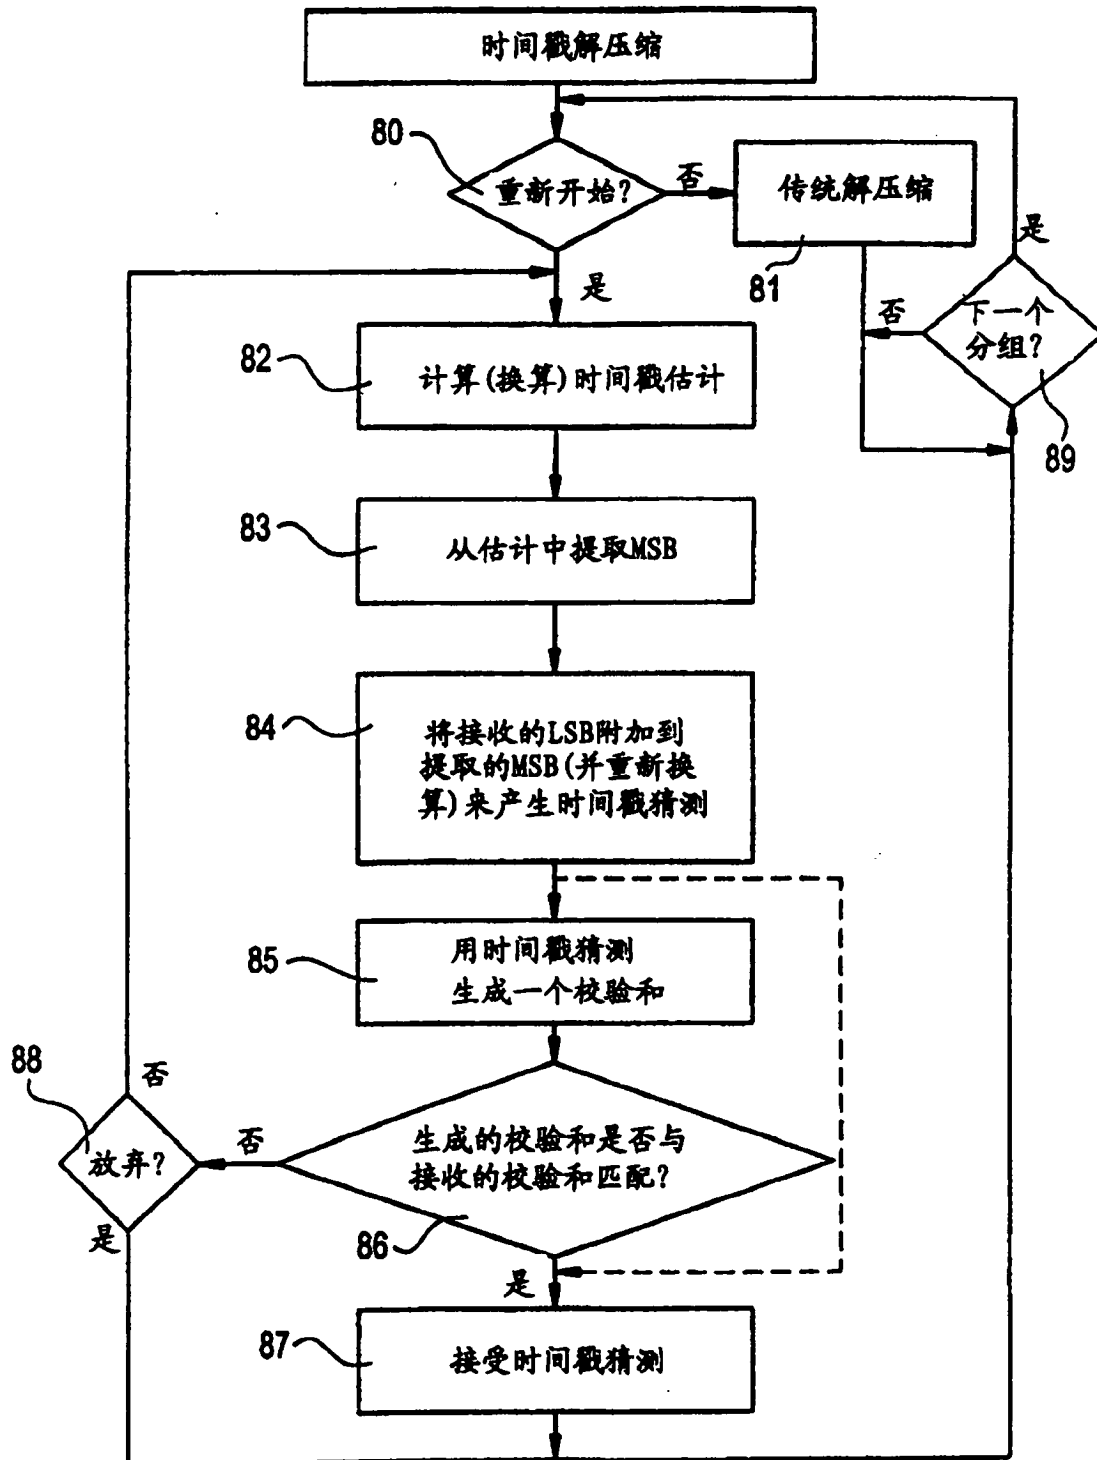 时间戳解压缩
80
重新开始?
否
传统解压缩
81
是
是
否
下一个
分组?
89
82
计算(换算)时间戳估计
83
从估计中提取MSB
84
将接收的LSB附加到
提取的MSB(并重新换
算)来产生时间戳猜测
85
用时间戳猜测
生成一个校验和
88
否
放弃?
否
是
生成的校验和是否与
接收的校验和匹配?
86
是
87
接受时间戳猜测